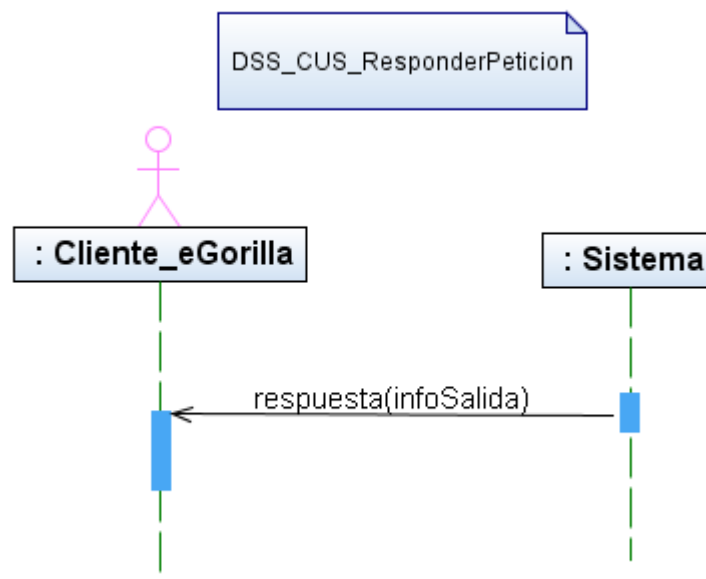 DSS_CUS_ResponderPeticion
: Cliente_eGorilla
: Sistema
respuesta(infoSalida)